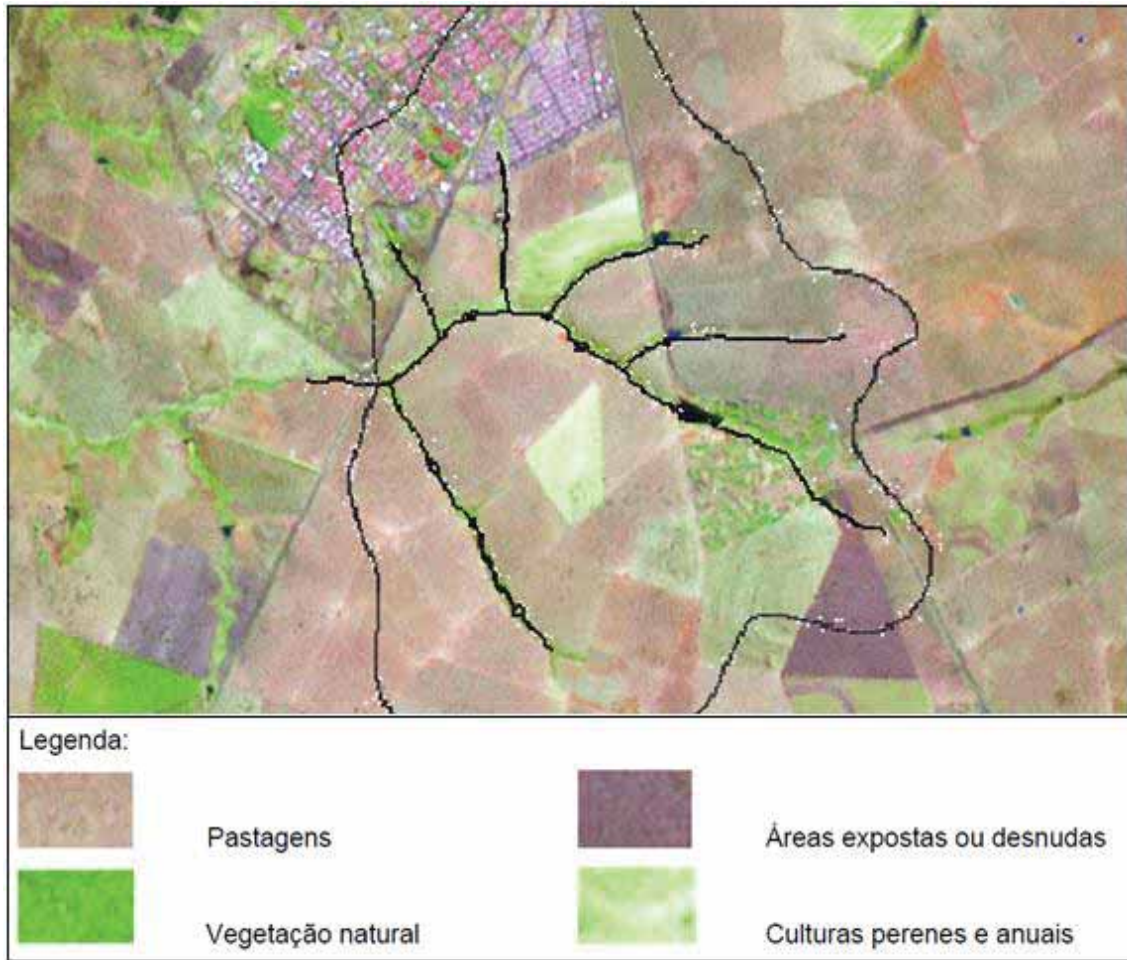 Legenda:
Pastagens
Áreas expostas ou desnudas
Vegetação natural
Culturas perenes e anuais